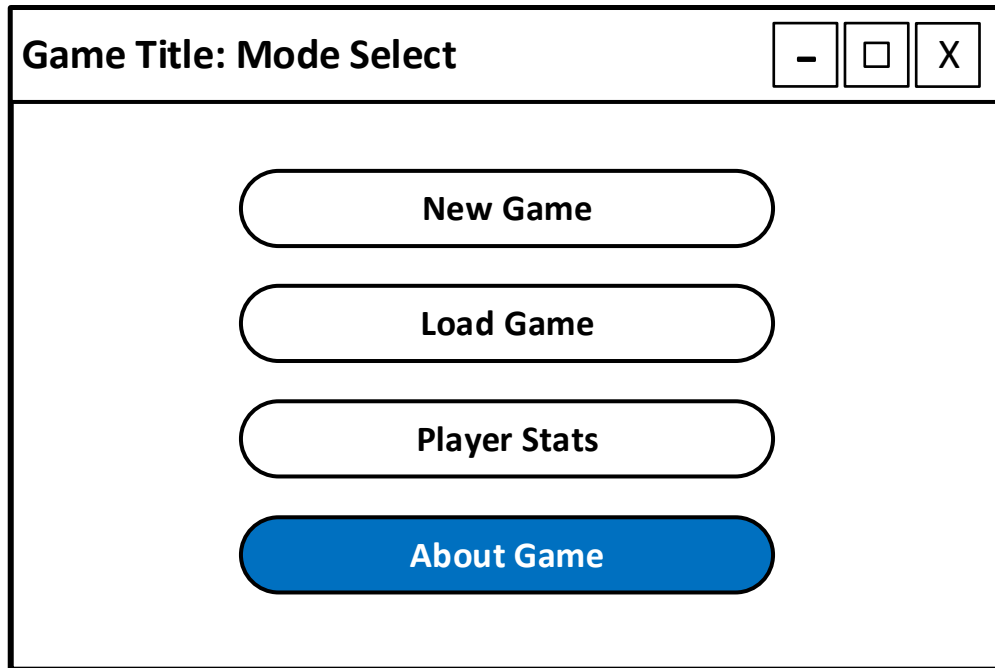 Game Title: Mode Select - □ X
New Game
Load Game
Player Stats
About Game